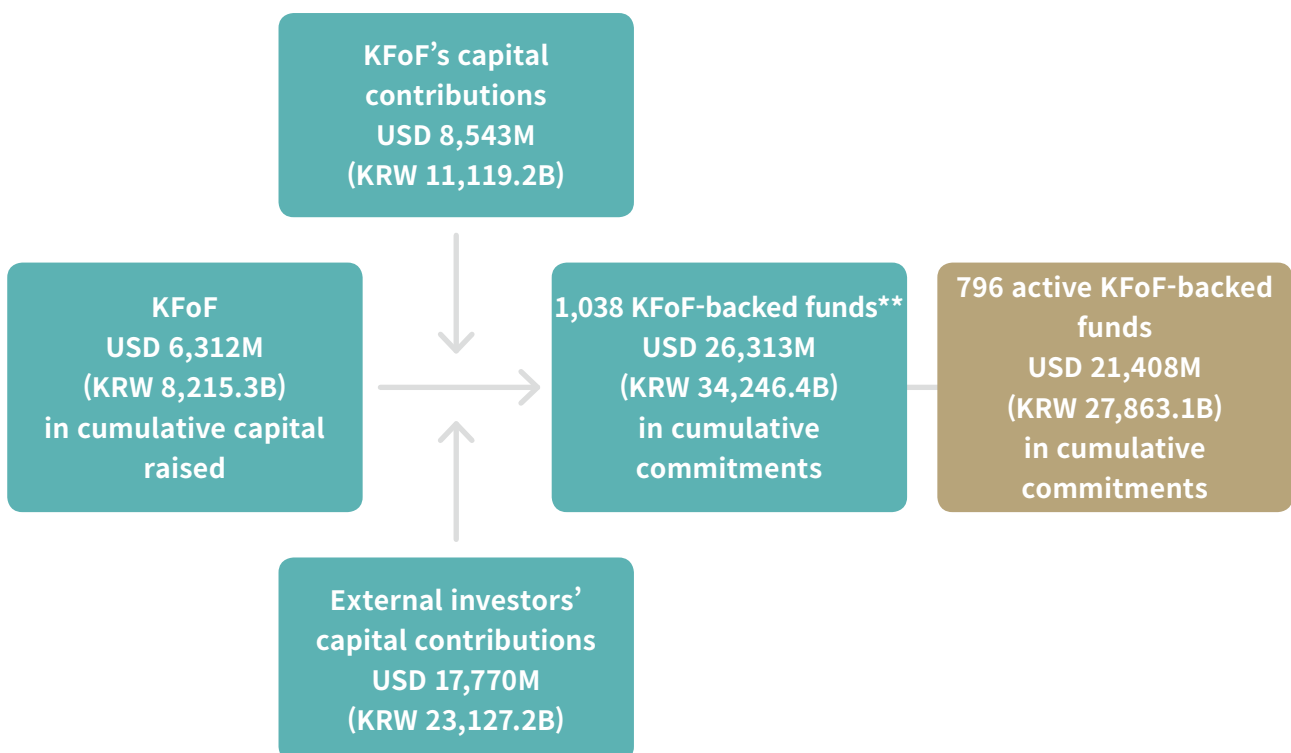 KFoF’s capital
contributions
USD 8,543M
(KRW 11,119.2B)
KFoF
USD 6,312M
(KRW 8,215.3B)
in cumulative capital
raised
1,038 KFoF-backed funds**
USD 26,313M
(KRW 34,246.4B)
in cumulative
commitments
796 active KFoF-backed
funds
USD 21,408M
(KRW 27,863.1B)
in cumulative
commitments
External investors’
capital contributions
USD 17,770M
(KRW 23,127.2B)